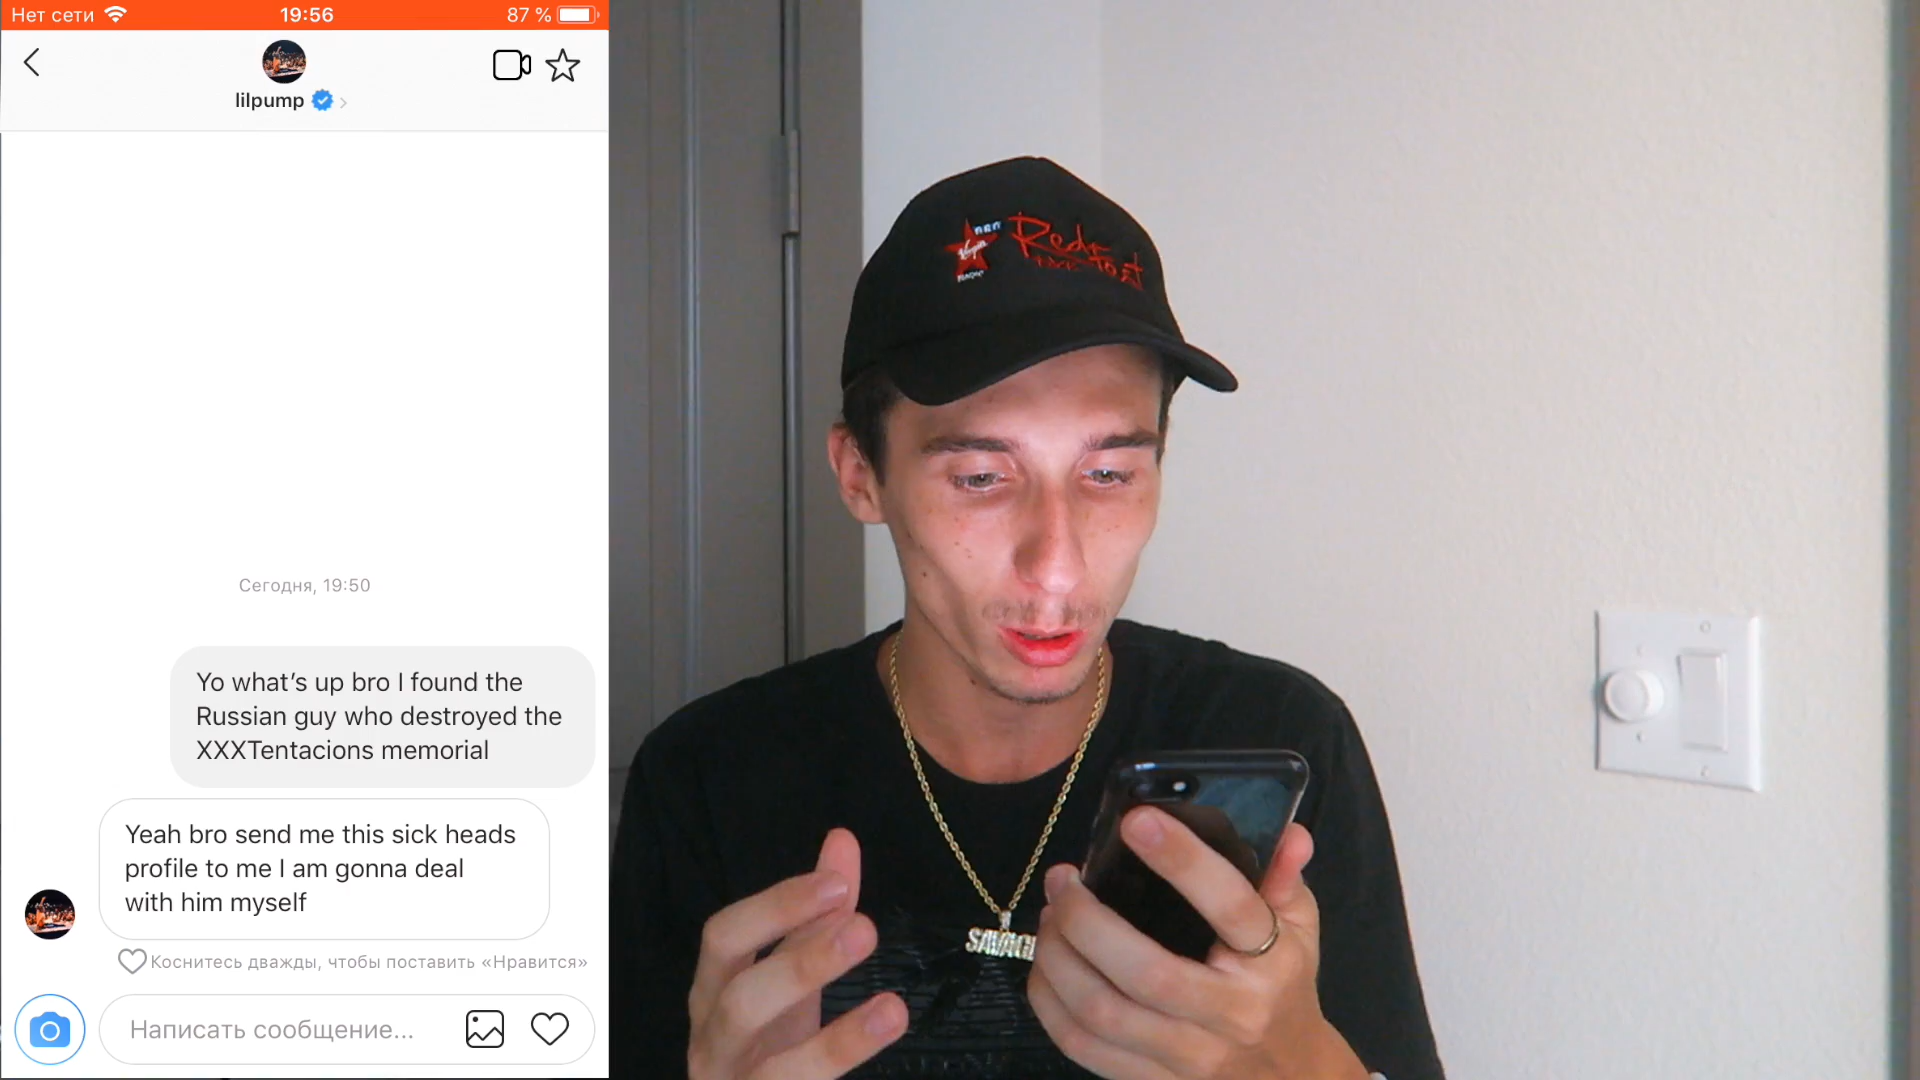 Нет сети
19:56
87 %
lilpump
Сегодня, 19:50
Yo what’s up bro I found the
Russian guy who destroyed the
XXXTentacions memorial
Yeah bro send me this sick heads
profile to me I am gonna deal
with him myself
Коснитесь дважды, чтобы поставить «Нравится»
Написать сообщение...
Virgin
RADIO